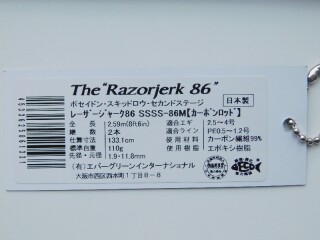 The "Razorjerk 86"
ポセイドン・スキッドロウ・セカンドステージ
日本製
レーザージャーク86 SSSS-86M【カーボンロッド】
全長 2.59m(8ft6in) 適合エギ 2.5～4号
継数 2本 適合ライン PE0.5～1.2号
仕舞寸法 133.1cm 使用材料 カーボン繊維99%
標準自重 110g 使用樹脂 エポキシ樹脂
先径・元径 1.9・11.8mm
(有)エバーグリーンインターナショナル
大阪市西区西本町1丁目8－8